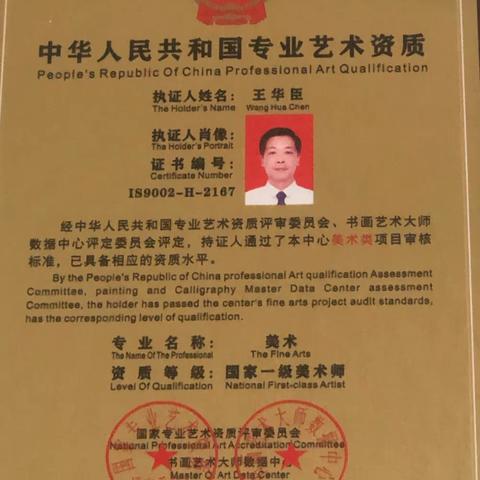 中华人民共和国专业艺术资质
People's Republic Of China Professional Art Qualification
执证人姓名： 王华臣
The Holder's Name Wang Hua Chen
执证人肖像：
The Holder's Portrait
证书编号：
Certificate Number
IS9002-H-2167
经中华人民共和国专业艺术资质评审委员会、书画艺术大师
数据中心评定委员会评定，持证人通过了本中心美术类项目审核
标准，已具备相应的资质水平。
By the People's Republic of China professional Art qualification Assessment
Committee, painting and Calligraphy Master Data Center assessment
Committee, the holder has passed the center's fine arts project audit standards,
has the corresponding level of qualification.
专业名称： 美术
The Name Of The Professional The Fine Arts
资质等级： 国家一级美术师
Level Of Qualification National First-class Artist
国家专业艺术资质评审委员会
National Professional Art Accreditation Committee
书画艺术大师数据中心
Master Of Art Data Center